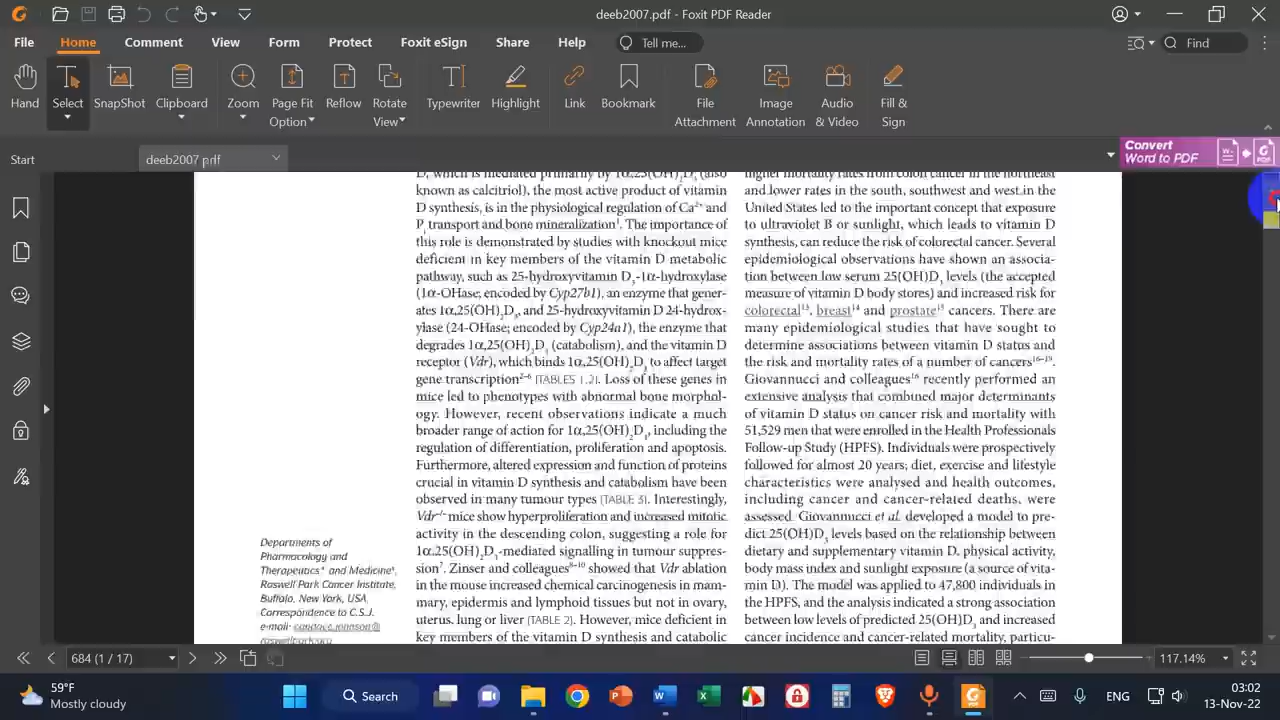 deeb2007.pdf - Foxit PDF Reader
File Home Comment View Form Protect Foxit eSign Share Help Tell me... Find
Hand Select SnapShot Clipboard Zoom Page Fit Option Reflow Rotate View Typewriter Highlight Link Bookmark File Attachment Image Annotation Audio & Video Fill & Sign
Start deeb2007.pdf Convert Word to PDF
D, which is mediated primarily by 1α,25(OH)2D3 (also
known as calcitriol), the most active product of vitamin
D synthesis, is in the physiological regulation of Ca2+ and
Pi transport and bone mineralization1. The importance of
this role is demonstrated by studies with knockout mice
deficient in key members of the vitamin D metabolic
pathway, such as 25-hydroxyvitamin D3-1α-hydroxylase
(1α-OHase, encoded by Cyp27b1), an enzyme that gener-
ates 1α,25(OH)2D3, and 25-hydroxyvitamin D 24-hydrox-
ylase (24-OHase; encoded by Cyp24a1), the enzyme that
degrades 1α,25(OH)2D3 (catabolism), and the vitamin D
receptor (Vdr), which binds 1α,25(OH)2D3 to affect target
gene transcription2–6 (TABLES 1,2). Loss of these genes in
mice led to phenotypes with abnormal bone morphol-
ogy. However, recent observations indicate a much
broader range of action for 1α,25(OH)2D3, including the
regulation of differentiation, proliferation and apoptosis.
Furthermore, altered expression and function of proteins
crucial in vitamin D synthesis and catabolism have been
observed in many tumour types (TABLE 3). Interestingly,
Vdr–/– mice show hyperproliferation and increased mitotic
activity in the descending colon, suggesting a role for
1α,25(OH)2D3-mediated signalling in tumour suppres-
sion7. Zinser and colleagues8–10 showed that Vdr ablation
in the mouse increased chemical carcinogenesis in mam-
mary, epidermis and lymphoid tissues but not in ovary,
uterus, lung or liver (TABLE 2). However, mice deficient in
key members of the vitamin D synthesis and catabolic
higher mortality rates from colon cancer in the northeast
and lower rates in the south, southwest and west in the
United States led to the important concept that exposure
to ultraviolet B or sunlight, which leads to vitamin D
synthesis, can reduce the risk of colorectal cancer. Several
epidemiological observations have shown an associa-
tion between low serum 25(OH)D3 levels (the accepted
measure of vitamin D body stores) and increased risk for
colorectal13, breast14 and prostate15 cancers. There are
many epidemiological studies that have sought to
determine associations between vitamin D status and
the risk and mortality rates of a number of cancers16–19.
Giovannucci and colleagues16 recently performed an
extensive analysis that combined major determinants
of vitamin D status on cancer risk and mortality with
51,529 men that were enrolled in the Health Professionals
Follow-up Study (HPFS). Individuals were prospectively
followed for almost 20 years; diet, exercise and lifestyle
characteristics were analysed and health outcomes,
including cancer and cancer-related deaths, were
assessed. Giovannucci et al. developed a model to pre-
dict 25(OH)D3 levels based on the relationship between
dietary and supplementary vitamin D, physical activity,
body mass index and sunlight exposure (a source of vita-
min D). The model was applied to 47,800 individuals in
the HPFS, and the analysis indicated a strong association
between low levels of predicted 25(OH)D3 and increased
cancer incidence and cancer-related mortality, particu-
Departments of
Pharmacology and
Therapeutics* and Medicine‡,
Roswell Park Cancer Institute,
Buffalo, New York, USA.
Correspondence to C.S.J.
e-mail: candace.johnson@
roswellpark.org
684 (1 / 17) 117.14%
59°F
Mostly cloudy
Search
ENG
03:02
13-Nov-22